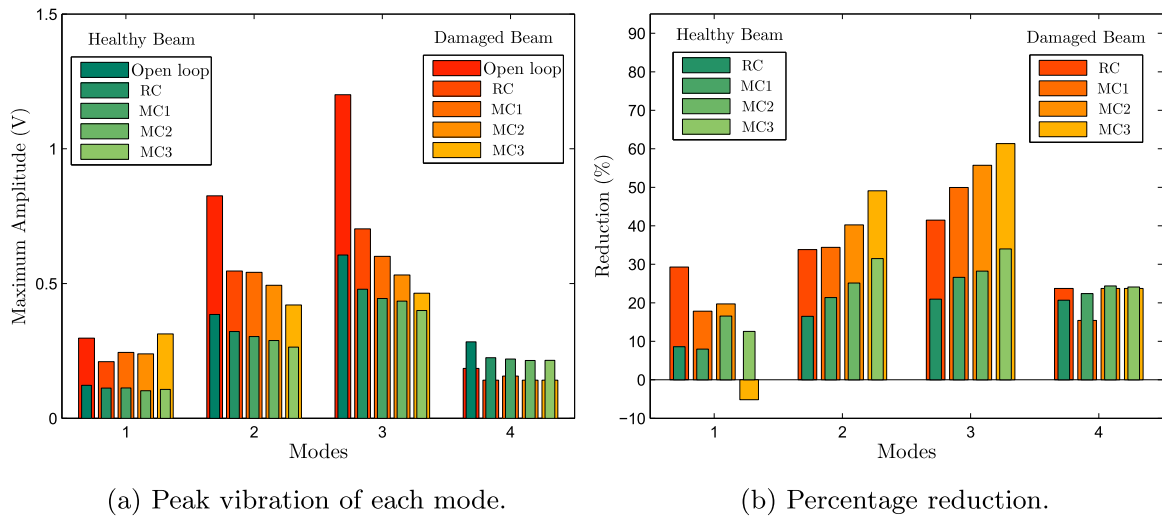 1.5
1
0.5
0
Maximum Amplitude (V)
Healthy Beam
Open loop
RC
MC1
MC2
MC3
Damaged Beam
Open loop
RC
MC1
MC2
MC3
1 2 3 4
Modes
(a) Peak vibration of each mode.
90
80
70
60
50
40
30
20
10
0
−10
Reduction (%)
Healthy Beam
RC
MC1
MC2
MC3
Damaged Beam
RC
MC1
MC2
MC3
1 2 3 4
Modes
(b) Percentage reduction.